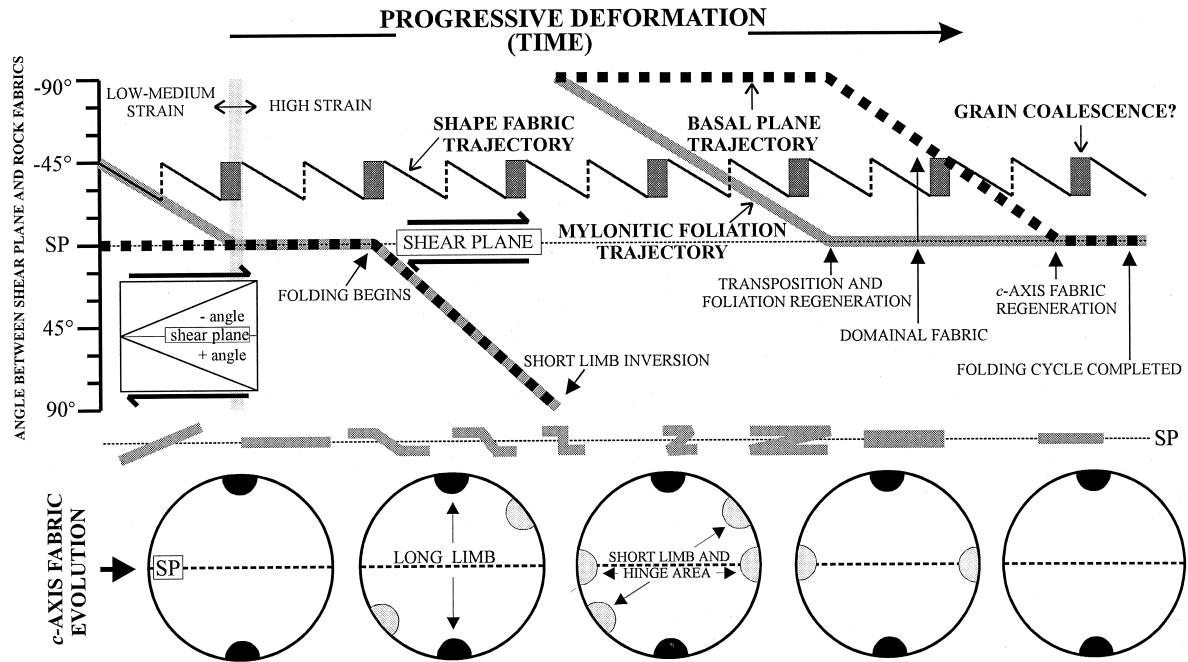 PROGRESSIVE DEFORMATION
(TIME)
ANGLE BETWEEN SHEAR PLANE AND ROCK FABRICS
-90°
-45°
SP
45°
90°
LOW-MEDIUM
STRAIN
HIGH STRAIN
SHAPE FABRIC
TRAJECTORY
BASAL PLANE
TRAJECTORY
GRAIN COALESCENCE?
SHEAR PLANE
MYLONITIC FOLIATION
TRAJECTORY
FOLDING BEGINS
TRANSPOSITION AND
FOLIATION REGENERATION
c-AXIS FABRIC
REGENERATION
- angle
shear plane
+ angle
DOMAINAL FABRIC
SHORT LIMB INVERSION
FOLDING CYCLE COMPLETED
SP
c-AXIS FABRIC
EVOLUTION
SP
LONG LIMB
SHORT LIMB AND
HINGE AREA